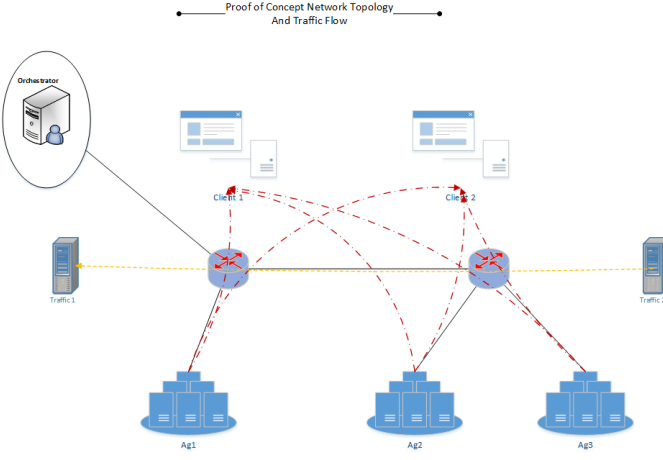 Proof of Concept Network Topology
And Traffic Flow
Orchestrator
Client 1
Client 2
Traffic 1
Traffic 2
Ag1
Ag2
Ag3